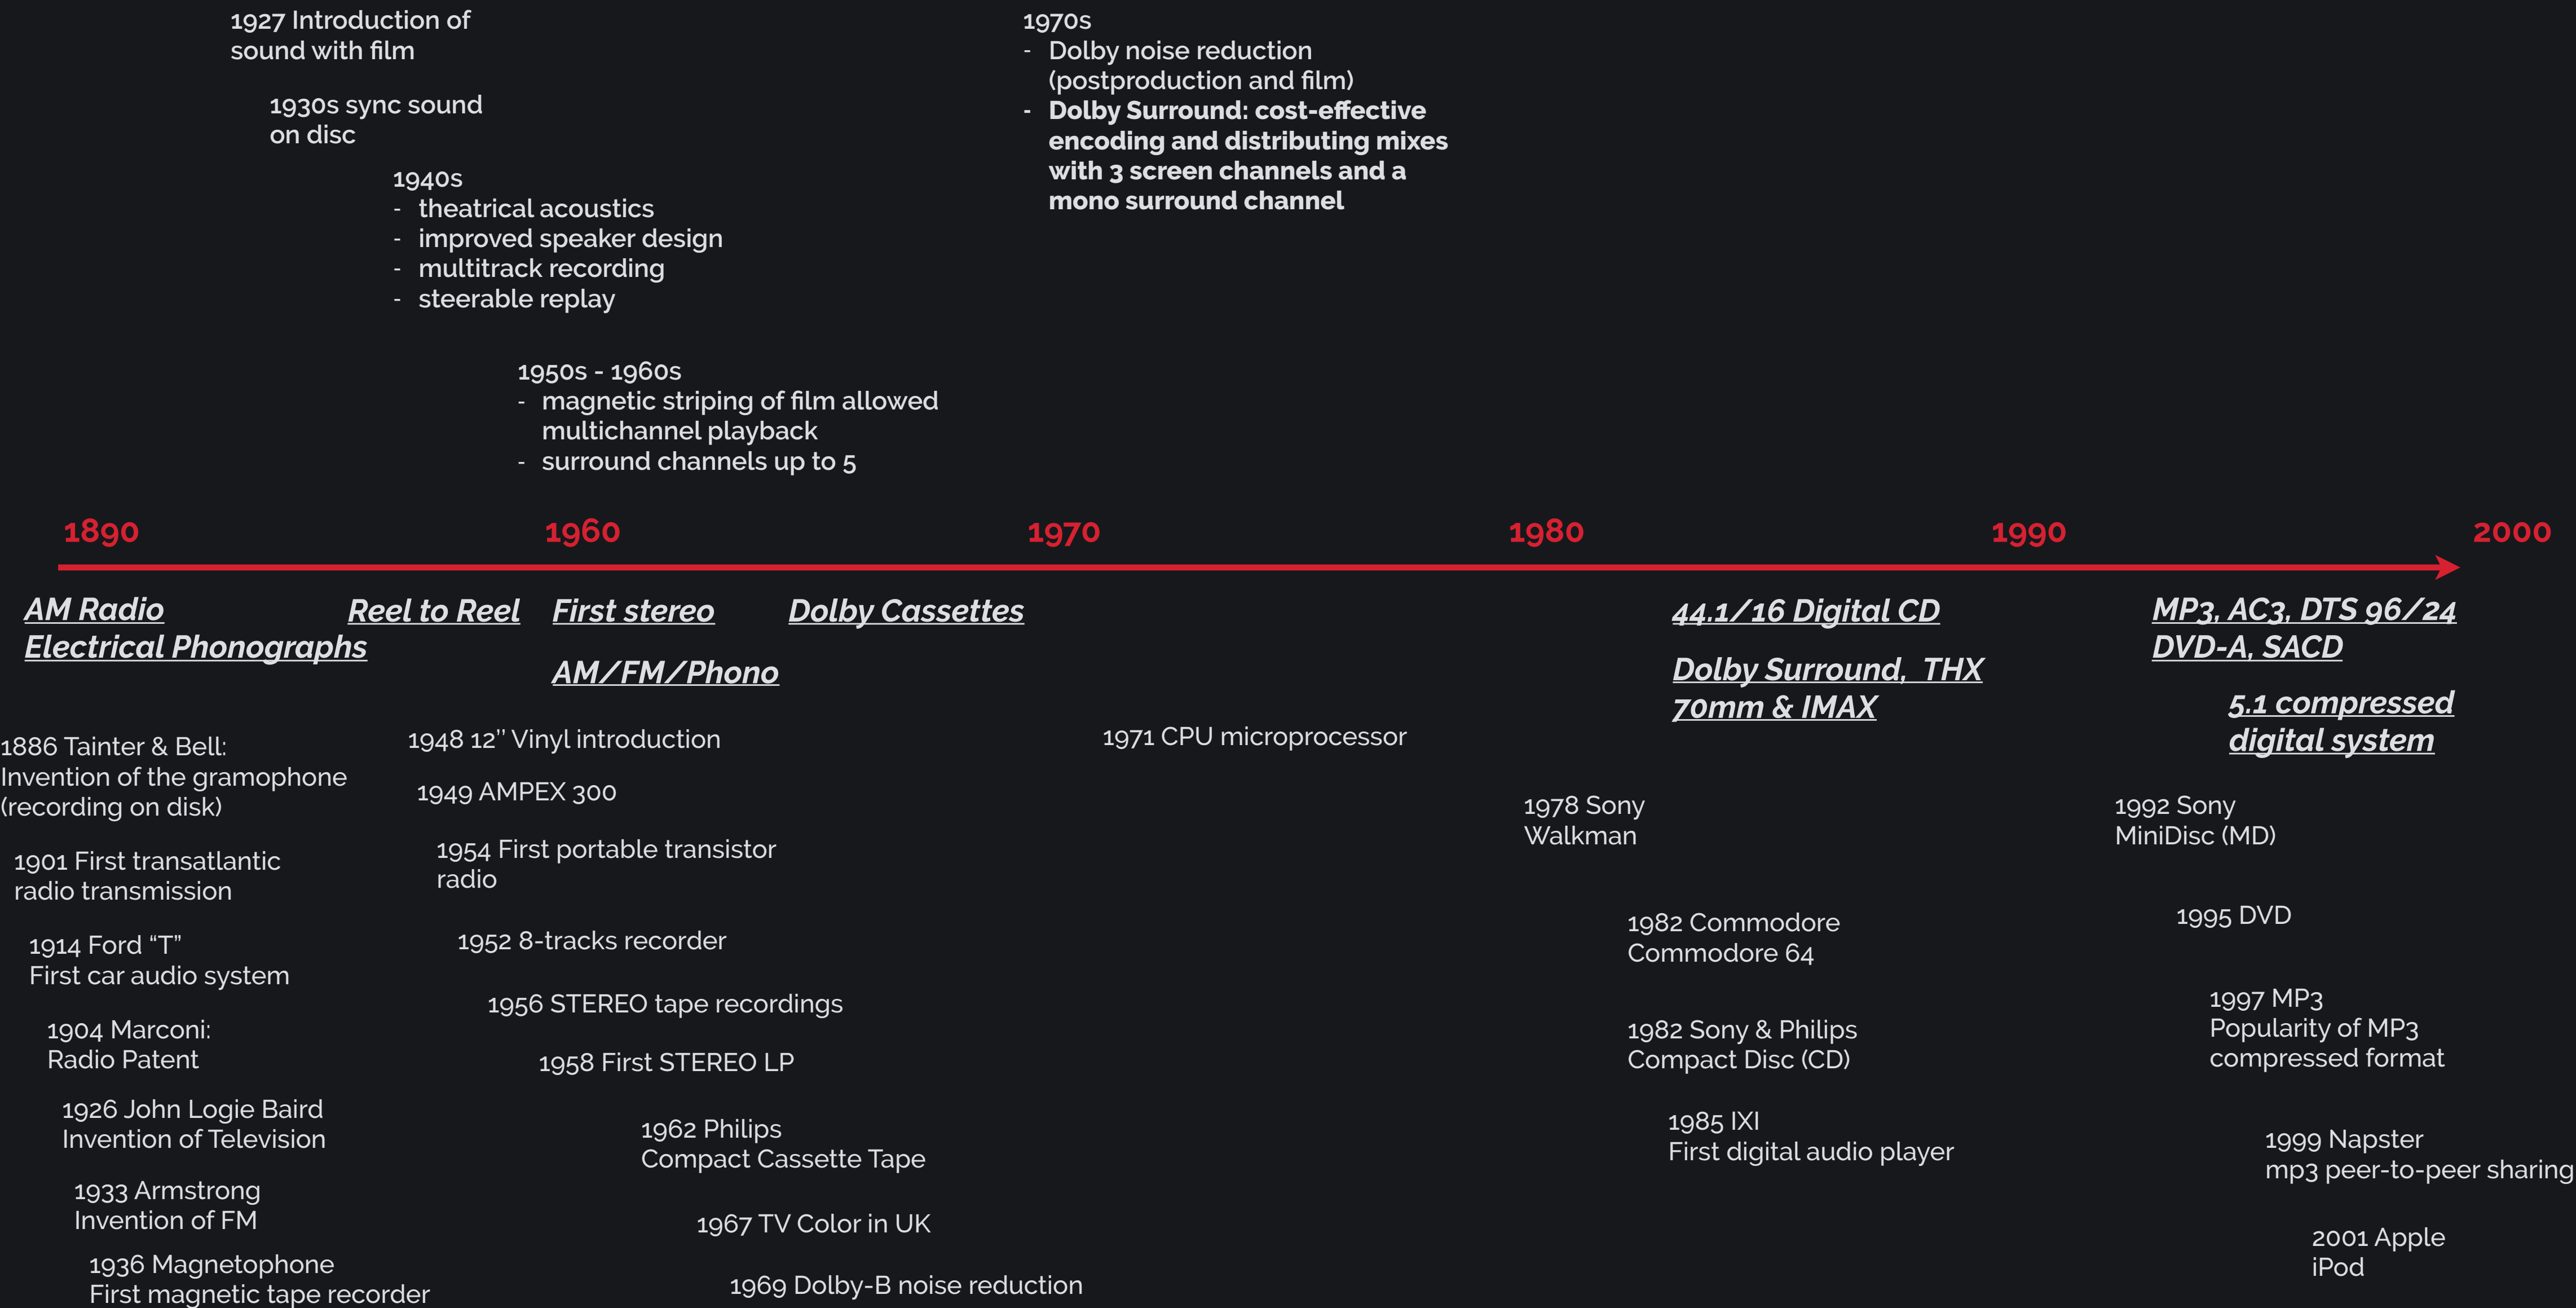 1927 Introduction of
sound with film
1930s sync sound
on disc
1940s
- theatrical acoustics
- improved speaker design
- multitrack recording
- steerable replay
1950s - 1960s
- magnetic striping of film allowed
multichannel playback
- surround channels up to 5
1970s
- Dolby noise reduction
(postproduction and film)
- Dolby Surround: cost-effective
encoding and distributing mixes
with 3 screen channels and a
mono surround channel
1890 1960 1970 1980 1990 2000
AM Radio
Electrical Phonographs
Reel to Reel
First stereo
AM/FM/Phono
Dolby Cassettes
44.1/16 Digital CD
Dolby Surround, THX
70mm & IMAX
MP3, AC3, DTS 96/24
DVD-A, SACD
5.1 compressed
digital system
1886 Tainter & Bell:
Invention of the gramophone
(recording on disk)
1901 First transatlantic
radio transmission
1914 Ford “T”
First car audio system
1904 Marconi:
Radio Patent
1926 John Logie Baird
Invention of Television
1933 Armstrong
Invention of FM
1936 Magnetophone
First magnetic tape recorder
1948 12’’ Vinyl introduction
1949 AMPEX 300
1954 First portable transistor
radio
1952 8-tracks recorder
1956 STEREO tape recordings
1958 First STEREO LP
1962 Philips
Compact Cassette Tape
1967 TV Color in UK
1969 Dolby-B noise reduction
1971 CPU microprocessor
1978 Sony
Walkman
1982 Commodore
Commodore 64
1982 Sony & Philips
Compact Disc (CD)
1985 IXI
First digital audio player
1992 Sony
MiniDisc (MD)
1995 DVD
1997 MP3
Popularity of MP3
compressed format
1999 Napster
mp3 peer-to-peer sharing
2001 Apple
iPod